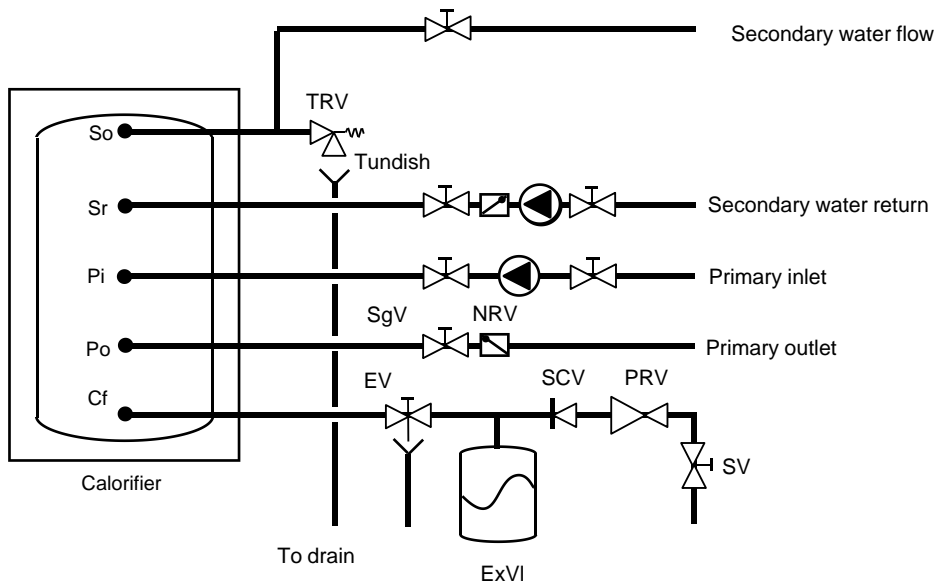 Secondary water flow
TRV
So
Tundish
Sr
Secondary water return
Pi
Primary inlet
SgV
NRV
Po
Primary outlet
EV
SCV
PRV
Cf
SV
Calorifier
To drain
ExVl